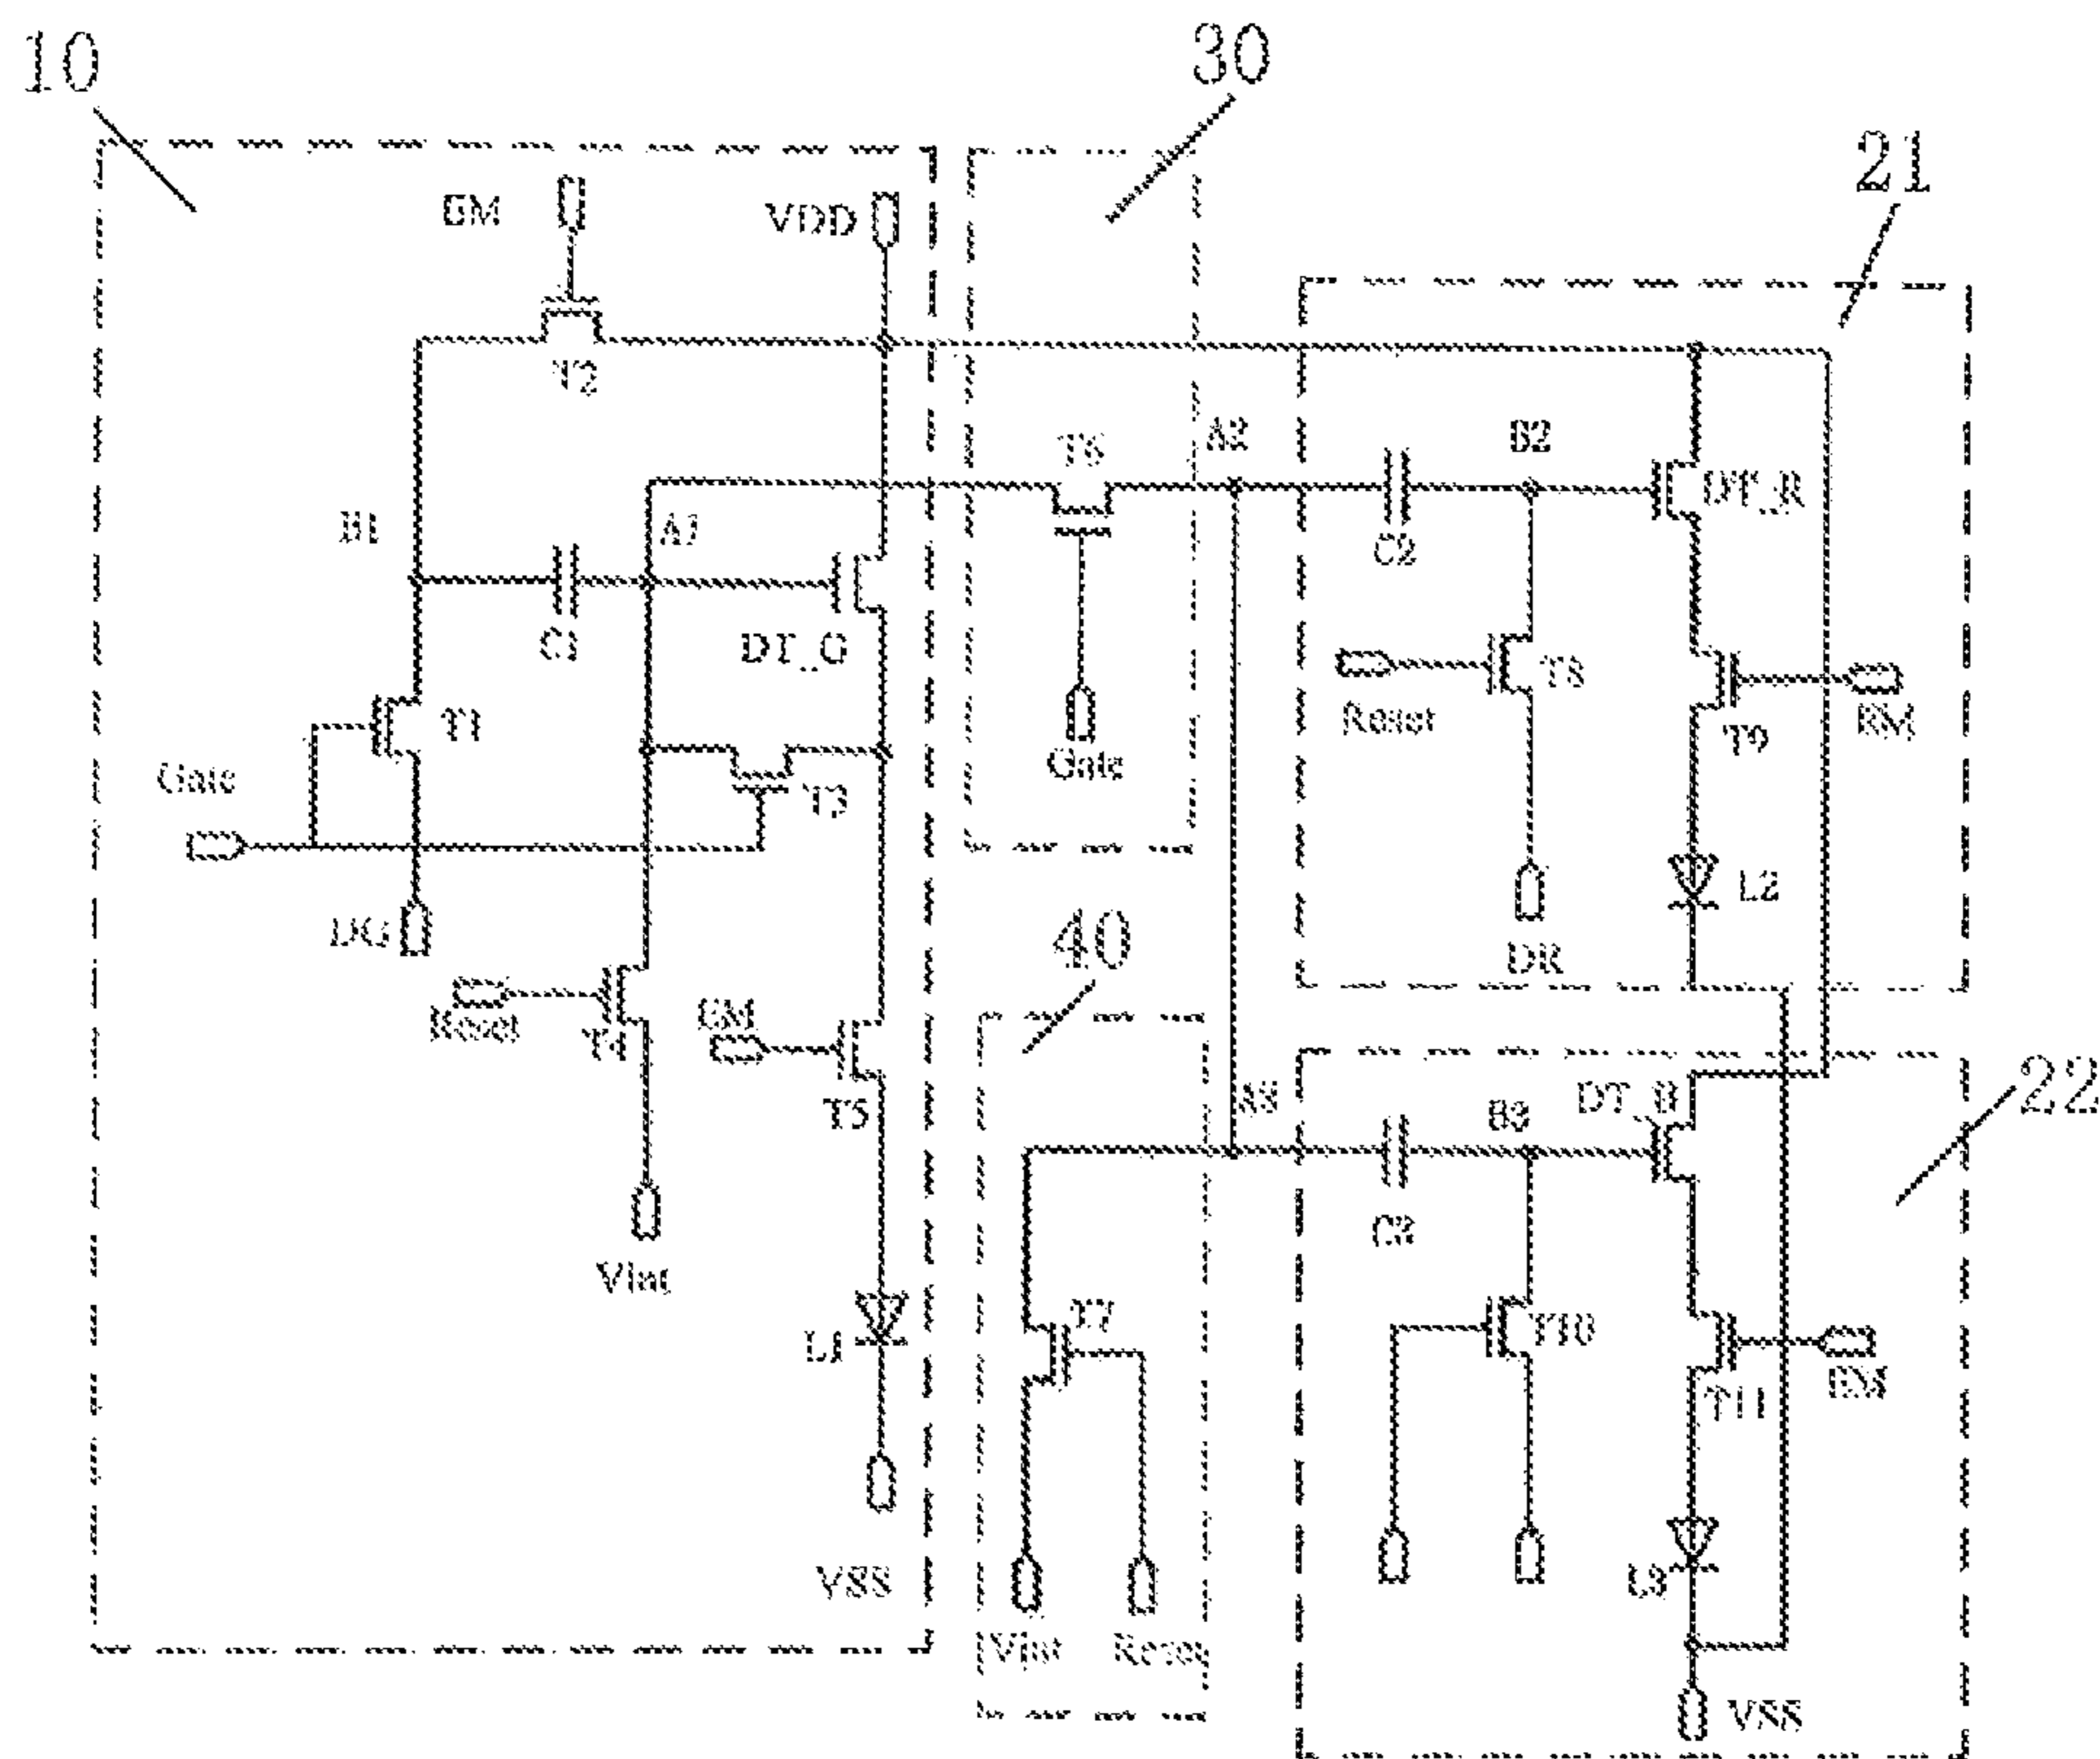 10
30
21
EM
VDD
T2
T6
A2
B2
DT_R
B1
A1
C2
C1
DT_G
T1
T8
Reset
EM
T9
Gate
Gate
T3
L2
DG
40
DR
Reset
T4
EM
T5
DT_B
22
B3
C3
Vint
T7
T10
L1
T11
EM
VSS
L3
Vint
Reset
VSS